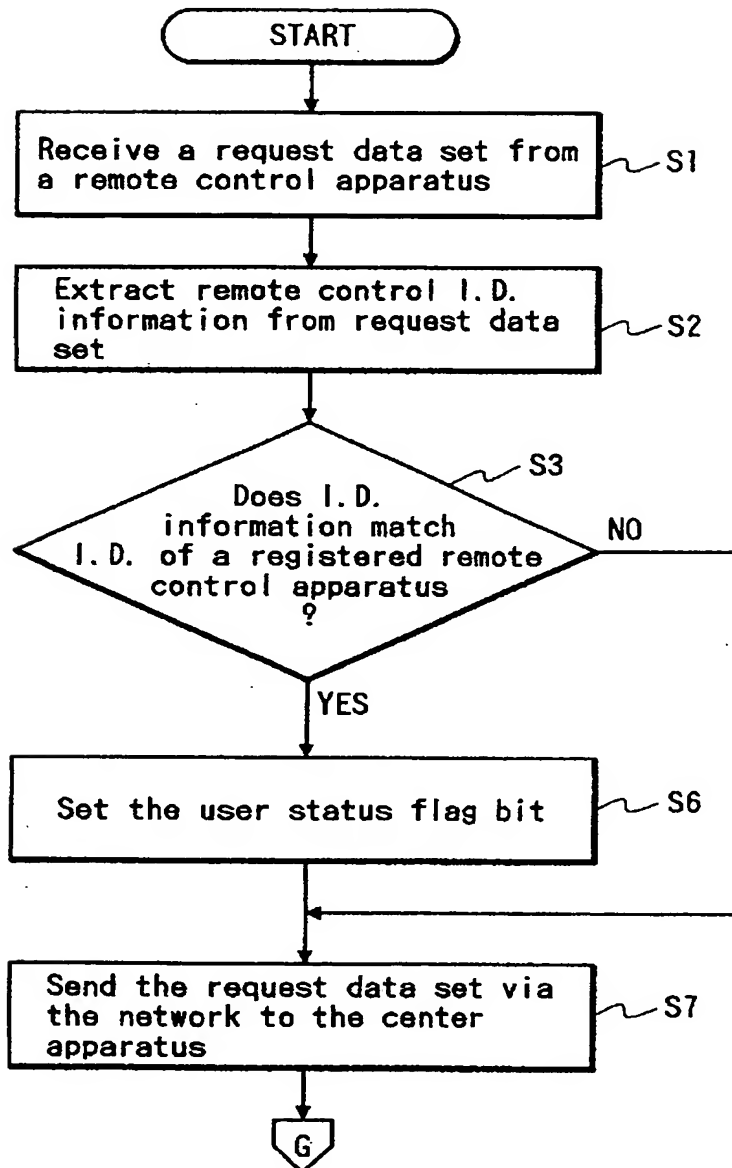 START
Receive a request data set from
a remote control apparatus
S1
Extract remote control I.D.
information from request data
set
S2
S3
Does I.D.
information match
I.D. of a registered remote
control apparatus
?
NO
YES
Set the user status flag bit
S6
Send the request data set via
the network to the center
apparatus
S7
G